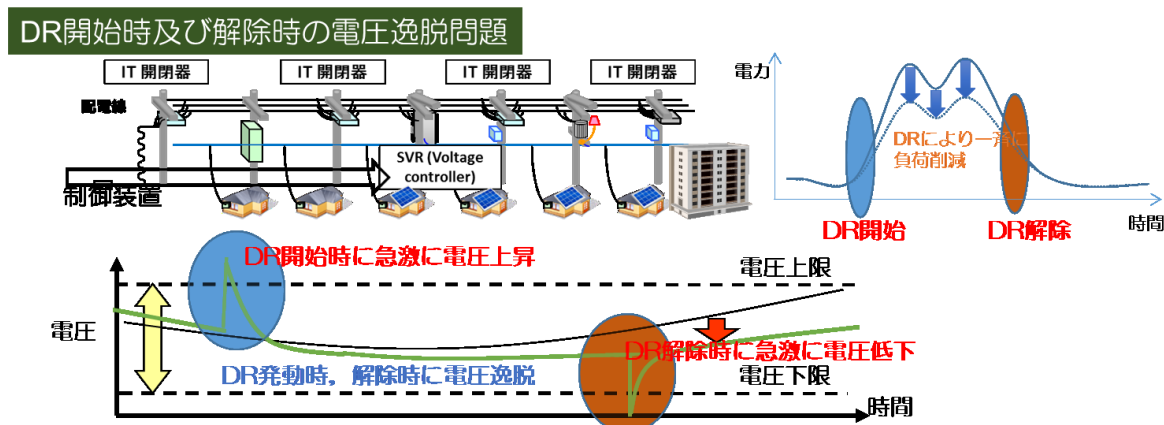 DR開始時及び解除時の電圧逸脱問題
IT 開閉器
IT 開閉器
IT 開閉器
IT 開閉器
配電線
SVR (Voltage
controller)
制御装置
電力
DRにより一斉に
負荷削減
DR開始
DR解除
時間
DR開始時に急激に電圧上昇
電圧上限
電圧
DR解除時に急激に電圧低下
DR発動時，解除時に電圧逸脱
電圧下限
時間